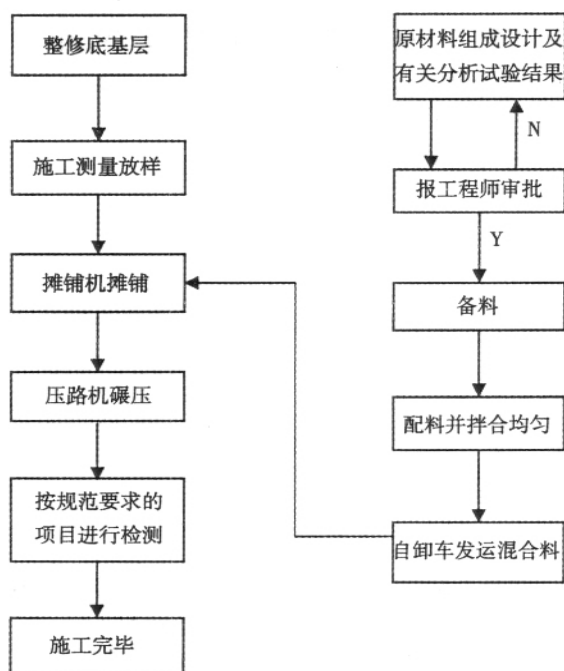 整修底基层
施工测量放样
摊铺机摊铺
压路机碾压
按规范要求的
项目进行检测
施工完毕
原材料组成设计及
有关分析试验结果
N
报工程师审批
Y
备料
配料并拌合均匀
自卸车发运混合料